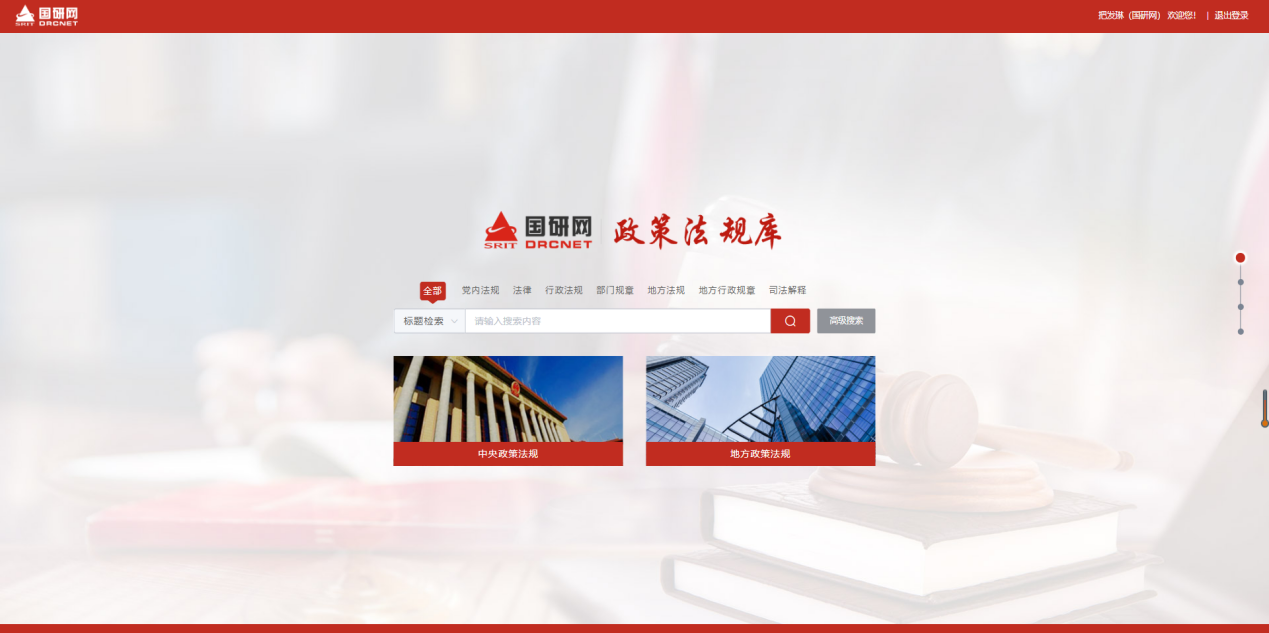 国研网
SRIT DRCNET
把发琳（国研网） 欢迎您！ | 退出登录
国研网 政策法规库
SRIT DRCNET
全部 党内法规 法律 行政法规 部门规章 地方法规 地方行政规章 司法解释
标题检索 请输入搜索内容 高级搜索
中央政策法规 地方政策法规